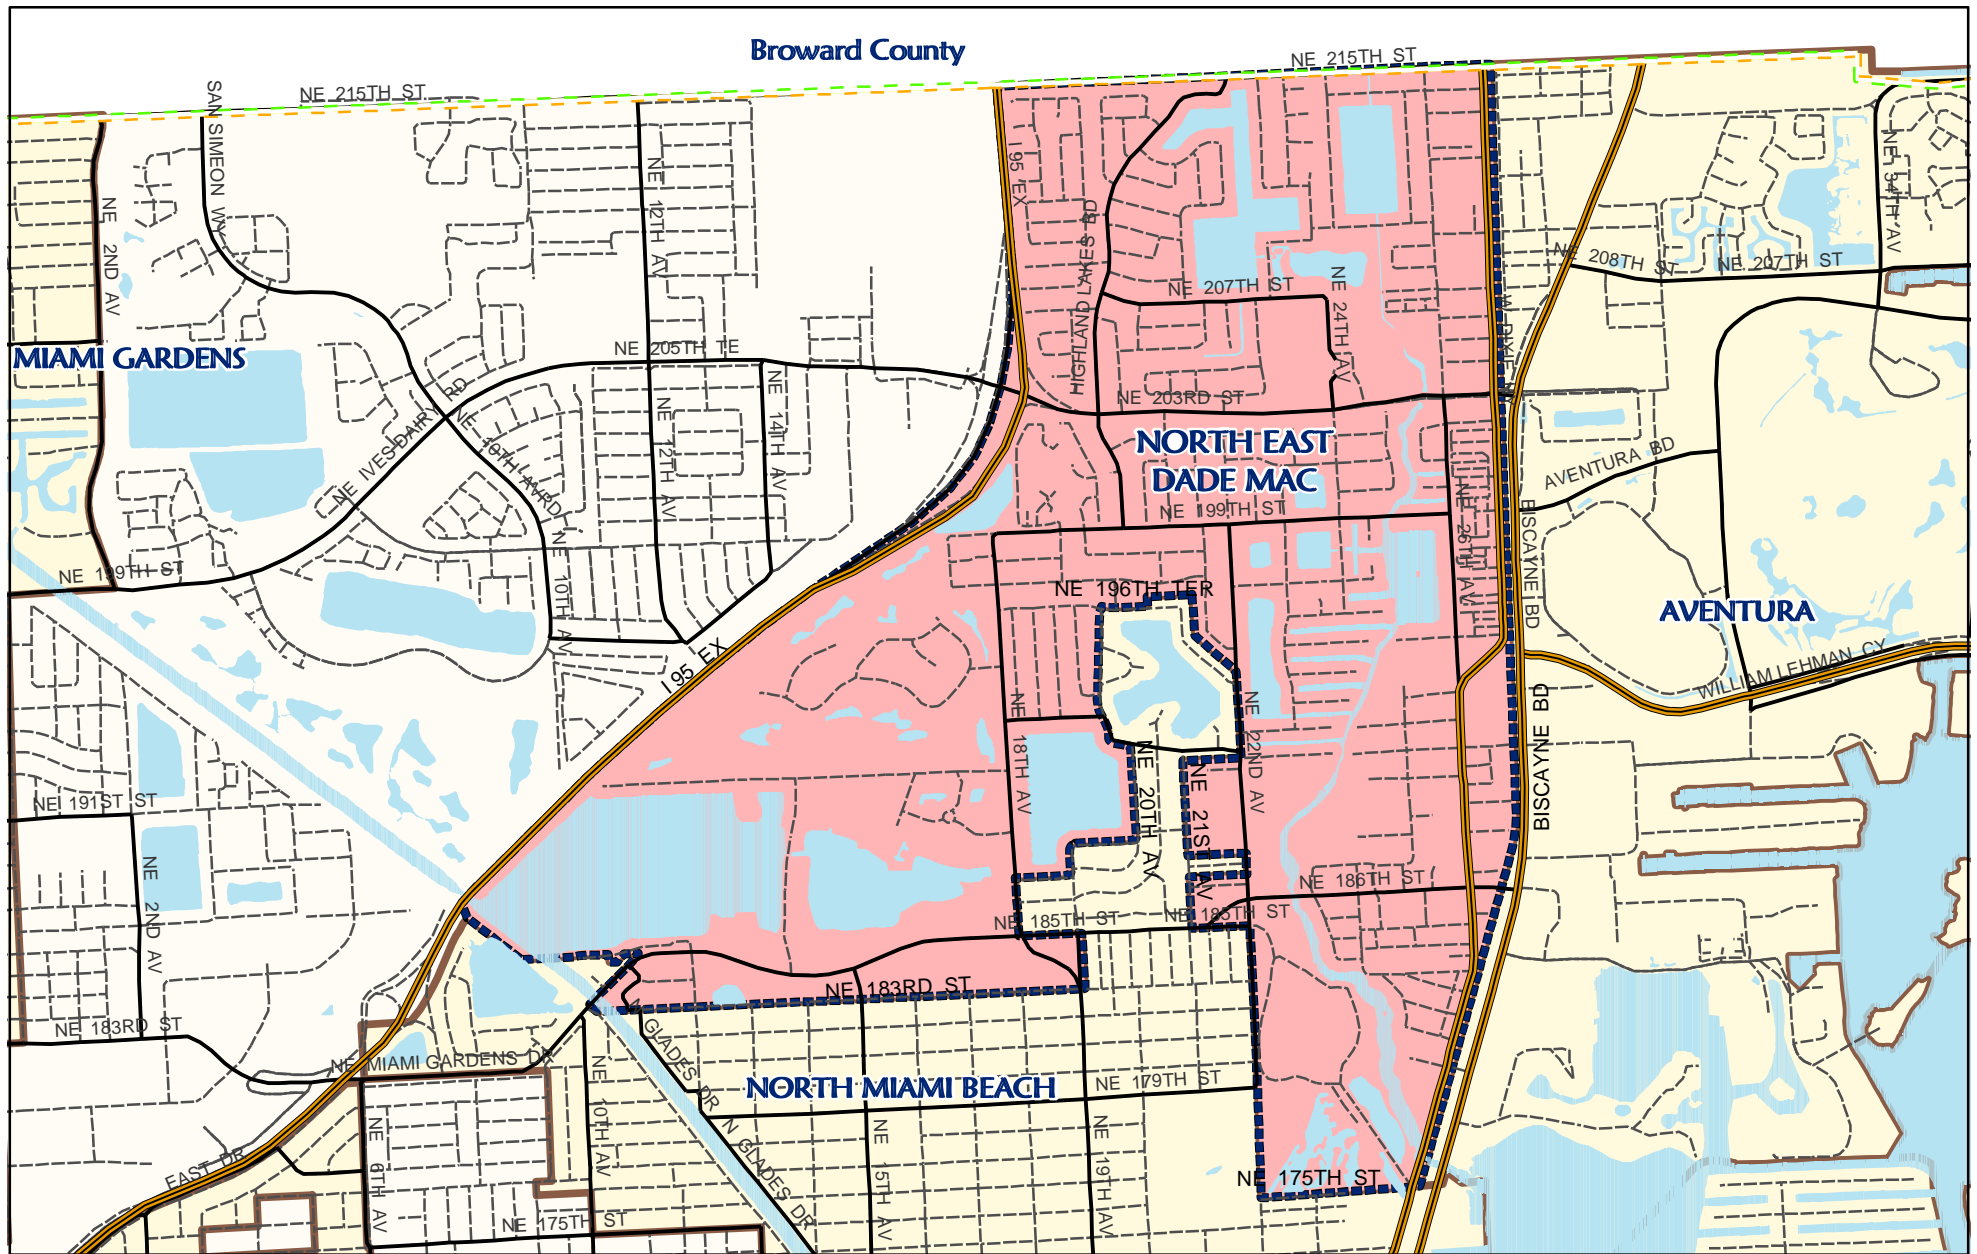 Broward County
NE 215TH ST
NE 215TH ST
SAN SIMEON WY
NE 2ND AV
NE 12TH AV
I 95 EX
HIGHLAND LAKES BD
NE 34TH AV
NE 208TH ST
NE 207TH ST
NE 207TH ST
NE 24TH AV
MIAMI GARDENS
NE 205TH TE
NE 203RD ST
NE IVES DAIRY RD
NE 10TH AVRD
NE 12TH AV
NE 14TH AV
NORTH EAST
DADE MAC
AVENTURA BD
NE 199TH ST
NE 26TH AV
BISCAYNE BD
NE 199TH ST
NE 10TH AV
NE 196TH TER
AVENTURA
I 95 EX
WILLIAM LEHMAN CY
NE 18TH AV
NE 20TH AV
NE 21ST AV
NE 22ND AV
BISCAYNE BD
NE 191ST ST
NE 2ND AV
NE 186TH ST
NE 185TH ST
NE 185TH ST
NE 183RD ST
NE 183RD ST
NE MIAMI GARDENS DR
N GLADES DR
NORTH MIAMI BEACH
NE 179TH ST
NE 10TH AV
N GLADES DR
NE 15TH AV
NE 19TH AV
EAST DR
NE 6TH AV
NE 175TH ST
NE 175TH ST